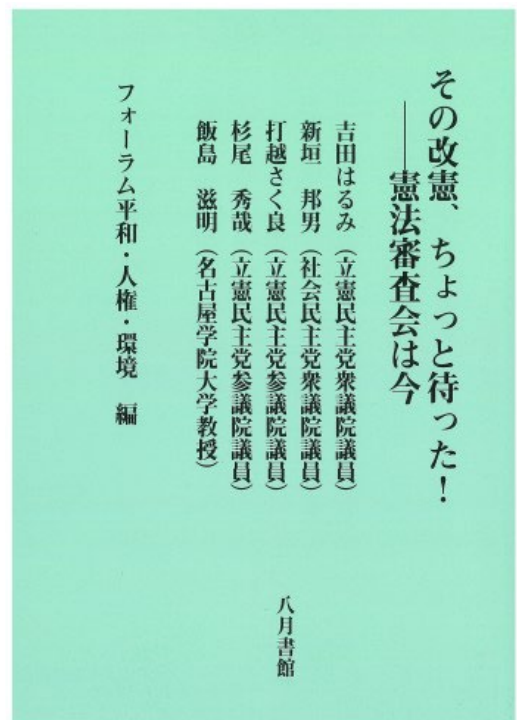 その改憲、ちょっと待った！
――憲法審査会は今
吉田はるみ（立憲民主党衆議院議員）
新垣　邦男（社会民主党衆議院議員）
打越さく良（立憲民主党参議院議員）
杉尾　秀哉（立憲民主党参議院議員）
飯島　滋明（名古屋学院大学教授）
フォーラム平和・人権・環境　編
八月書館